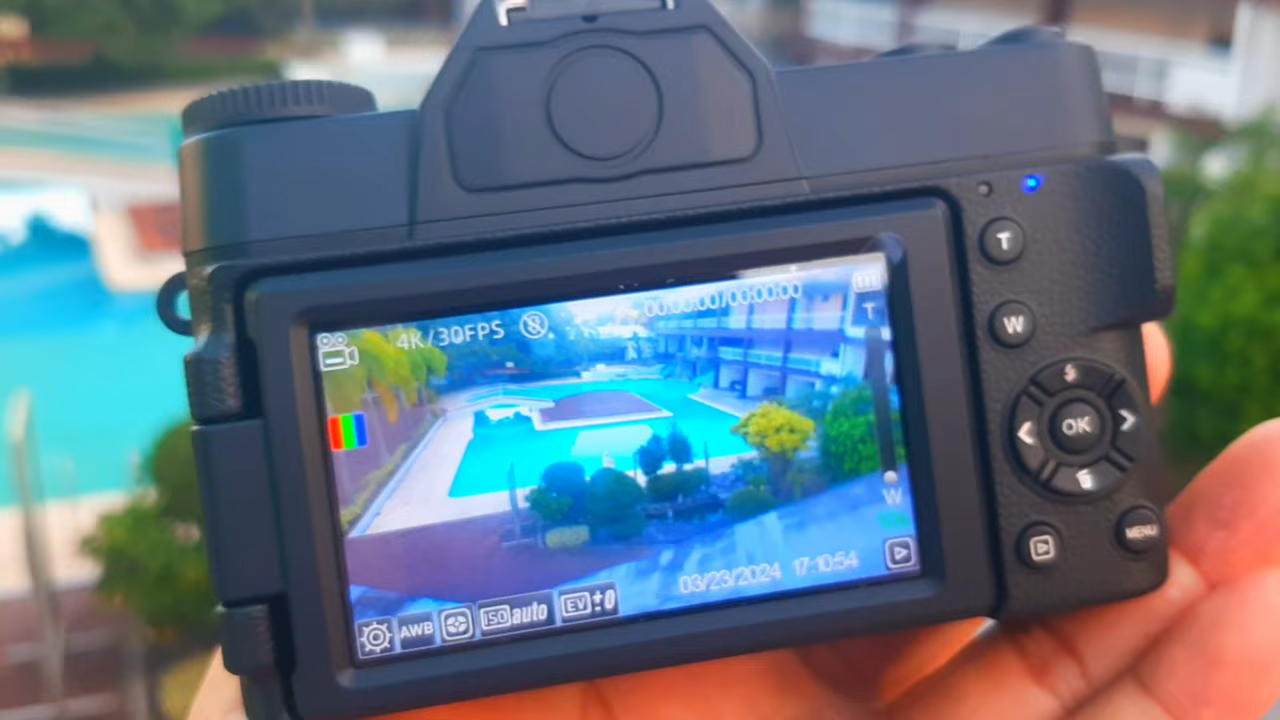 4K/30FPS
00:00:00/00:00:00
T
W
03/23/2024 17:10:54
AWB
ISO auto
EV ±0
T
W
OK
MENU